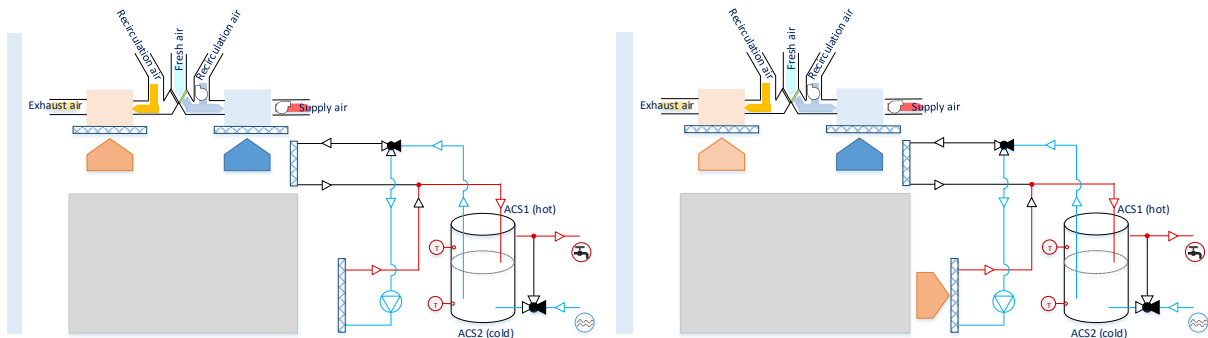 Recirculation air
Fresh air
Recirculation air
Exhaust air
Supply air
ACS1 (hot)
T
T
ACS2 (cold)
Recirculation air
Fresh air
Recirculation air
Exhaust air
Supply air
ACS1 (hot)
T
T
ACS2 (cold)